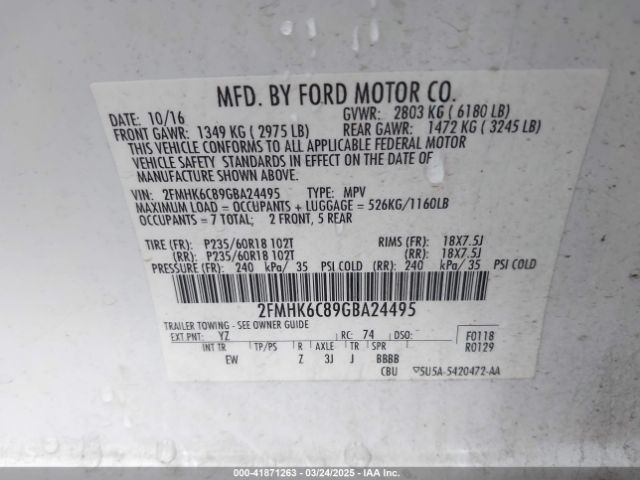 MFD. BY FORD MOTOR CO.
DATE: 10/16 GVWR: 2803 KG ( 6180 LB)
FRONT GAWR: 1349 KG ( 2975 LB) REAR GAWR: 1472 KG ( 3245 LB)
THIS VEHICLE CONFORMS TO ALL APPLICABLE FEDERAL MOTOR
VEHICLE SAFETY STANDARDS IN EFFECT ON THE DATE OF
MANUFACTURE SHOWN ABOVE.
VIN: 2FMHK6C89GBA24495 TYPE: MPV
MAXIMUM LOAD = OCCUPANTS + LUGGAGE = 526KG/1160LB
OCCUPANTS = 7 TOTAL; 2 FRONT, 5 REAR
TIRE (FR): P235/60R18 102T RIMS (FR): 18X7.5J
(RR): P235/60R18 102T (RR): 18X7.5J
PRESSURE (FR): 240 kPa/ 35 PSI COLD (RR): 240 kPa/ 35 PSI COLD
2FMHK6C89GBA24495
TRAILER TOWING - SEE OWNER GUIDE
EXT PNT: YZ RC: 74 DSO: F0118
INT TR TP/PS R AXLE TR SPR R0129
EW Z 3J J BBBB
CBU SU5A-5420472-AA
000-41871263 - 03/24/2025 - IAA Inc.